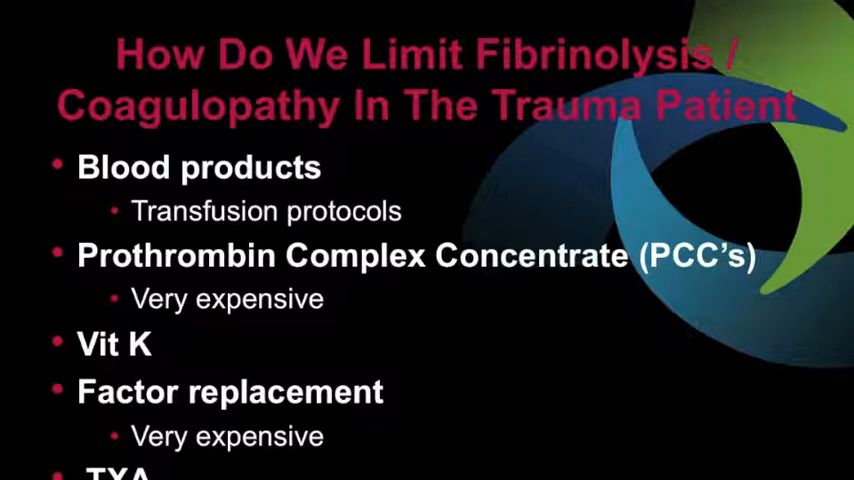 How Do We Limit Fibrinolysis /
Coagulopathy In The Trauma Patient
• Blood products
• Transfusion protocols
• Prothrombin Complex Concentrate (PCC’s)
• Very expensive
• Vit K
• Factor replacement
• Very expensive
• TXA